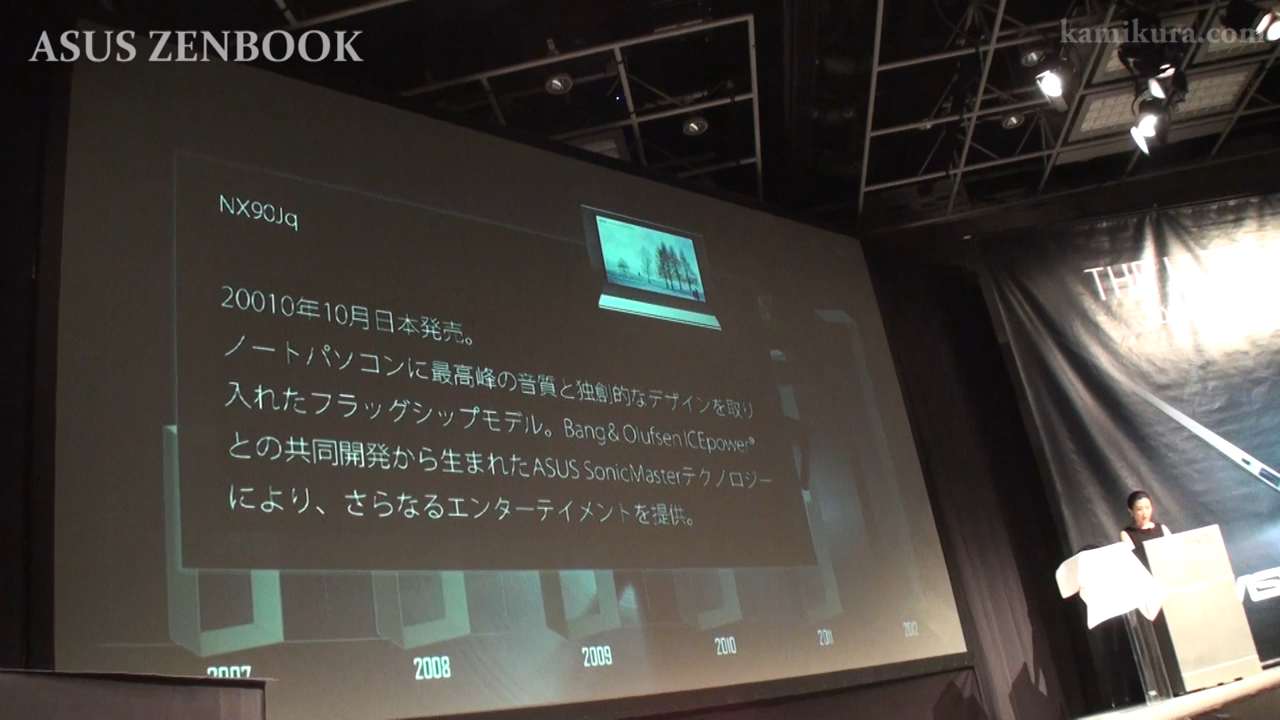 ASUS ZENBOOK
kamikura.com
NX90Jq
20010年10月日本発売。
ノートパソコンに最高峰の音質と独創的なデザインを取り
入れたフラッグシップモデル。Bang & Olufsen ICEpower®
との共同開発から生まれたASUS SonicMasterテクノロジー
により、さらなるエンターテイメントを提供。
2007
2008
2009
2010
2011
2012